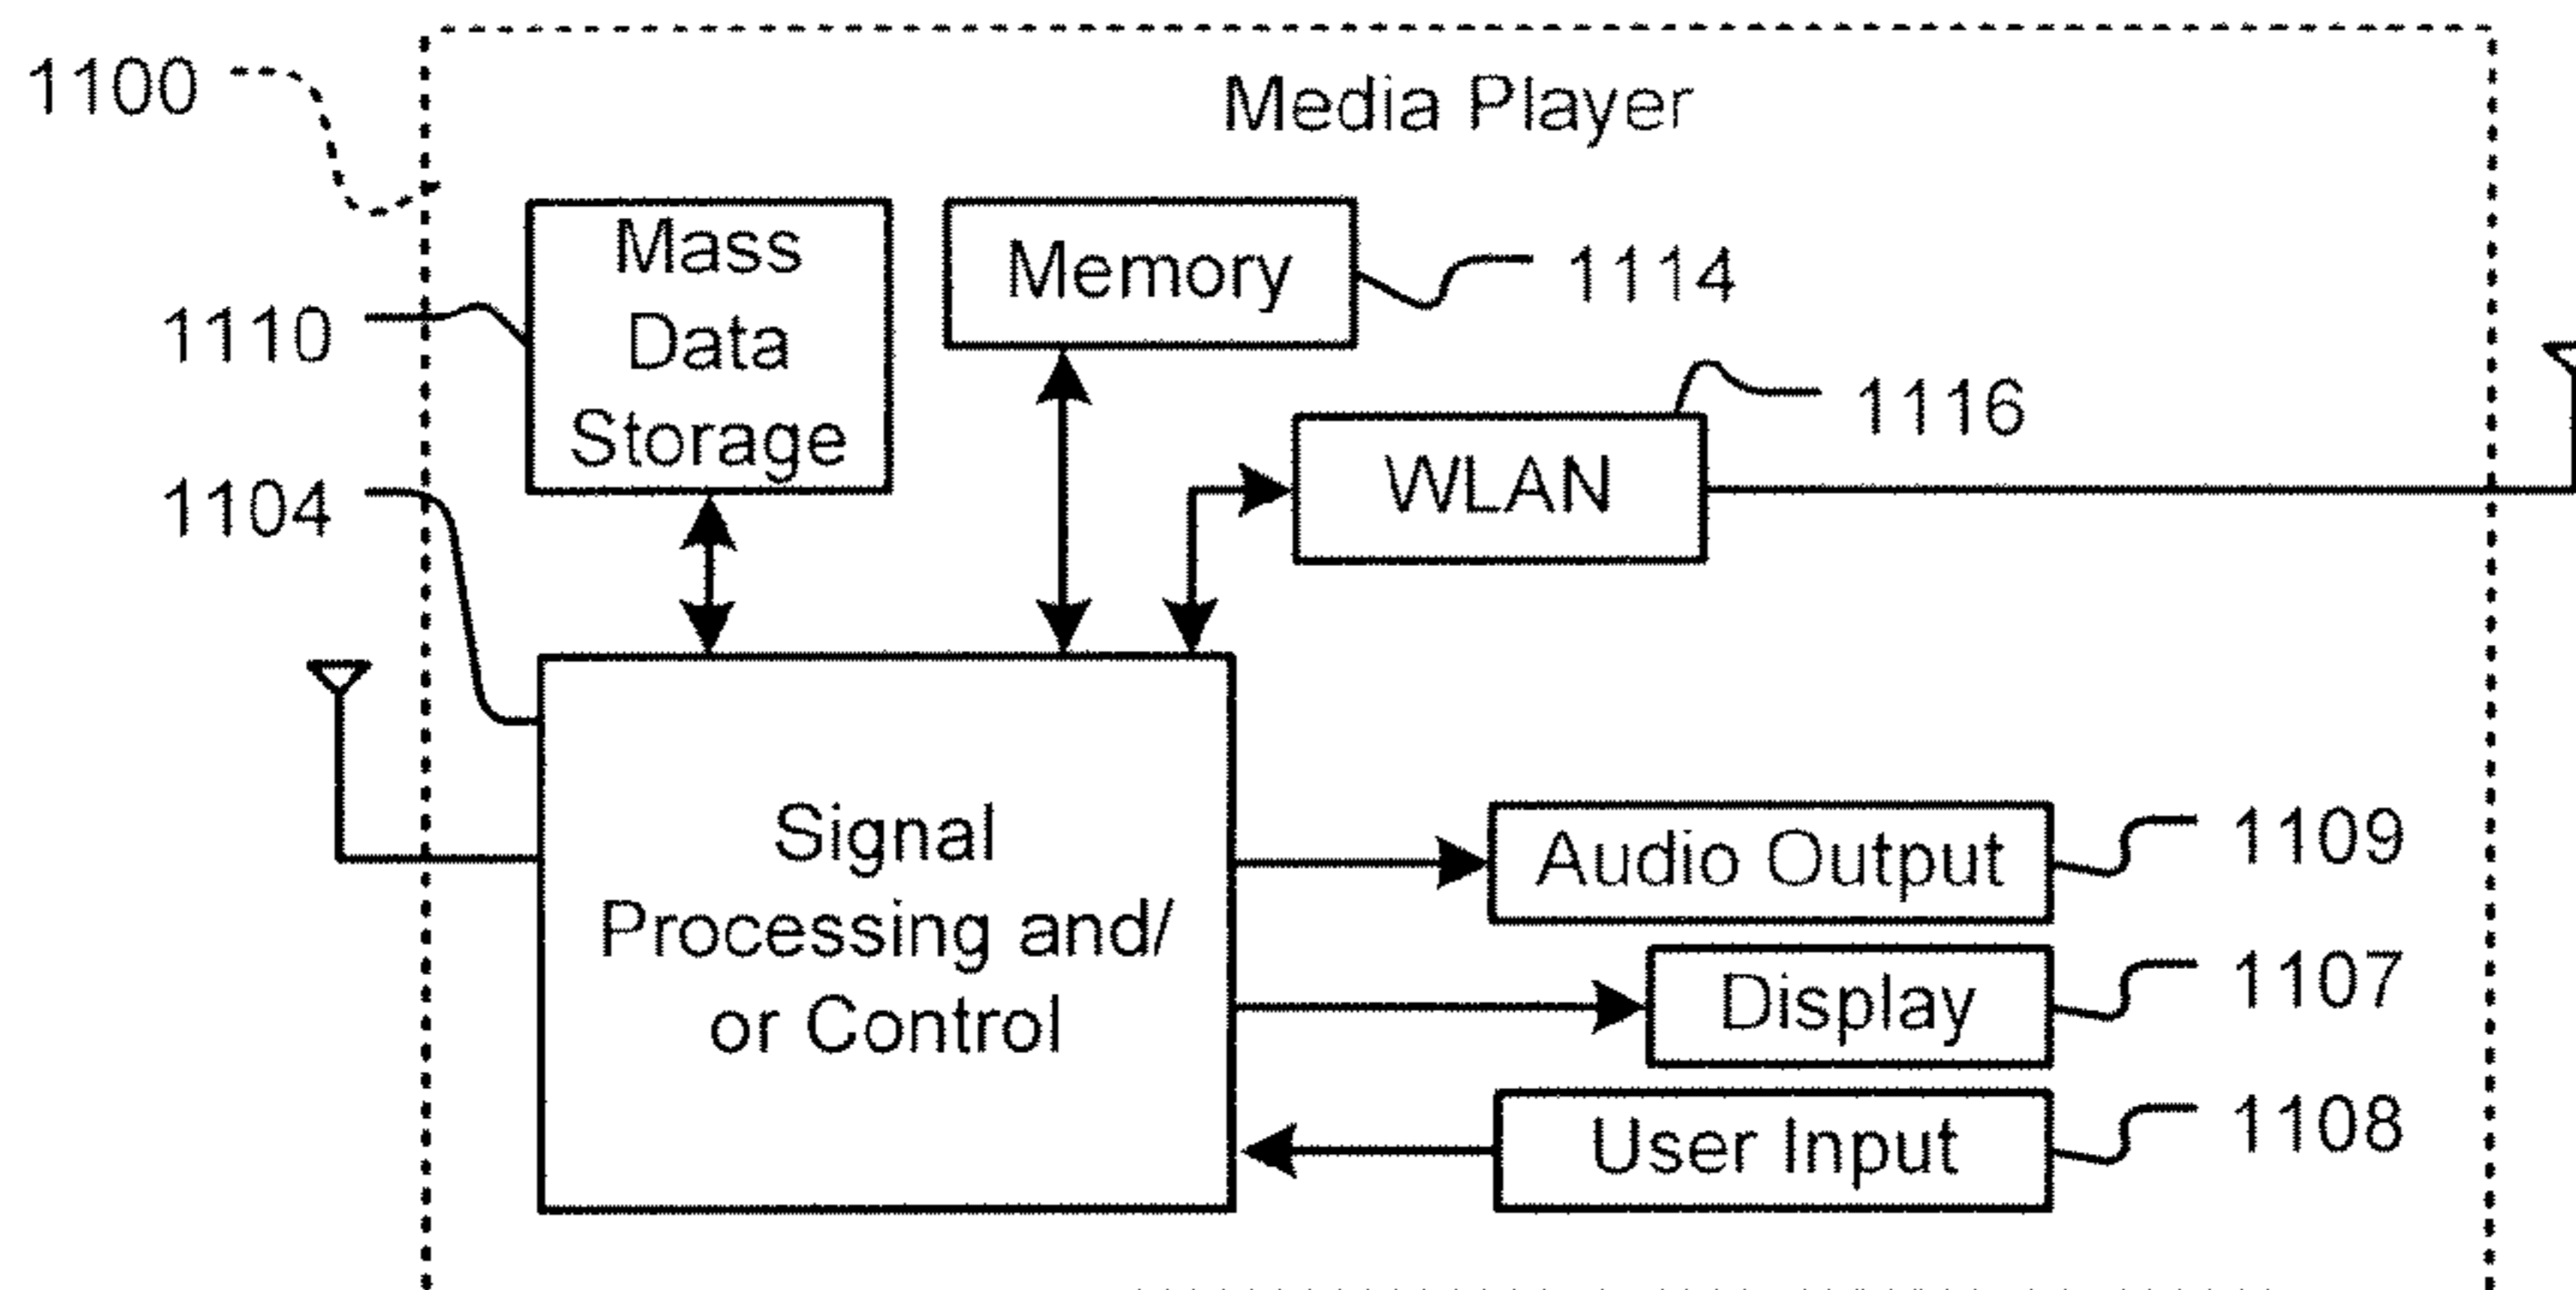 1100
Media Player
Mass
Data
Storage
Memory
1114
1110
1116
WLAN
1104
Signal
Processing and/
or Control
Audio Output
1109
Display
1107
User Input
1108